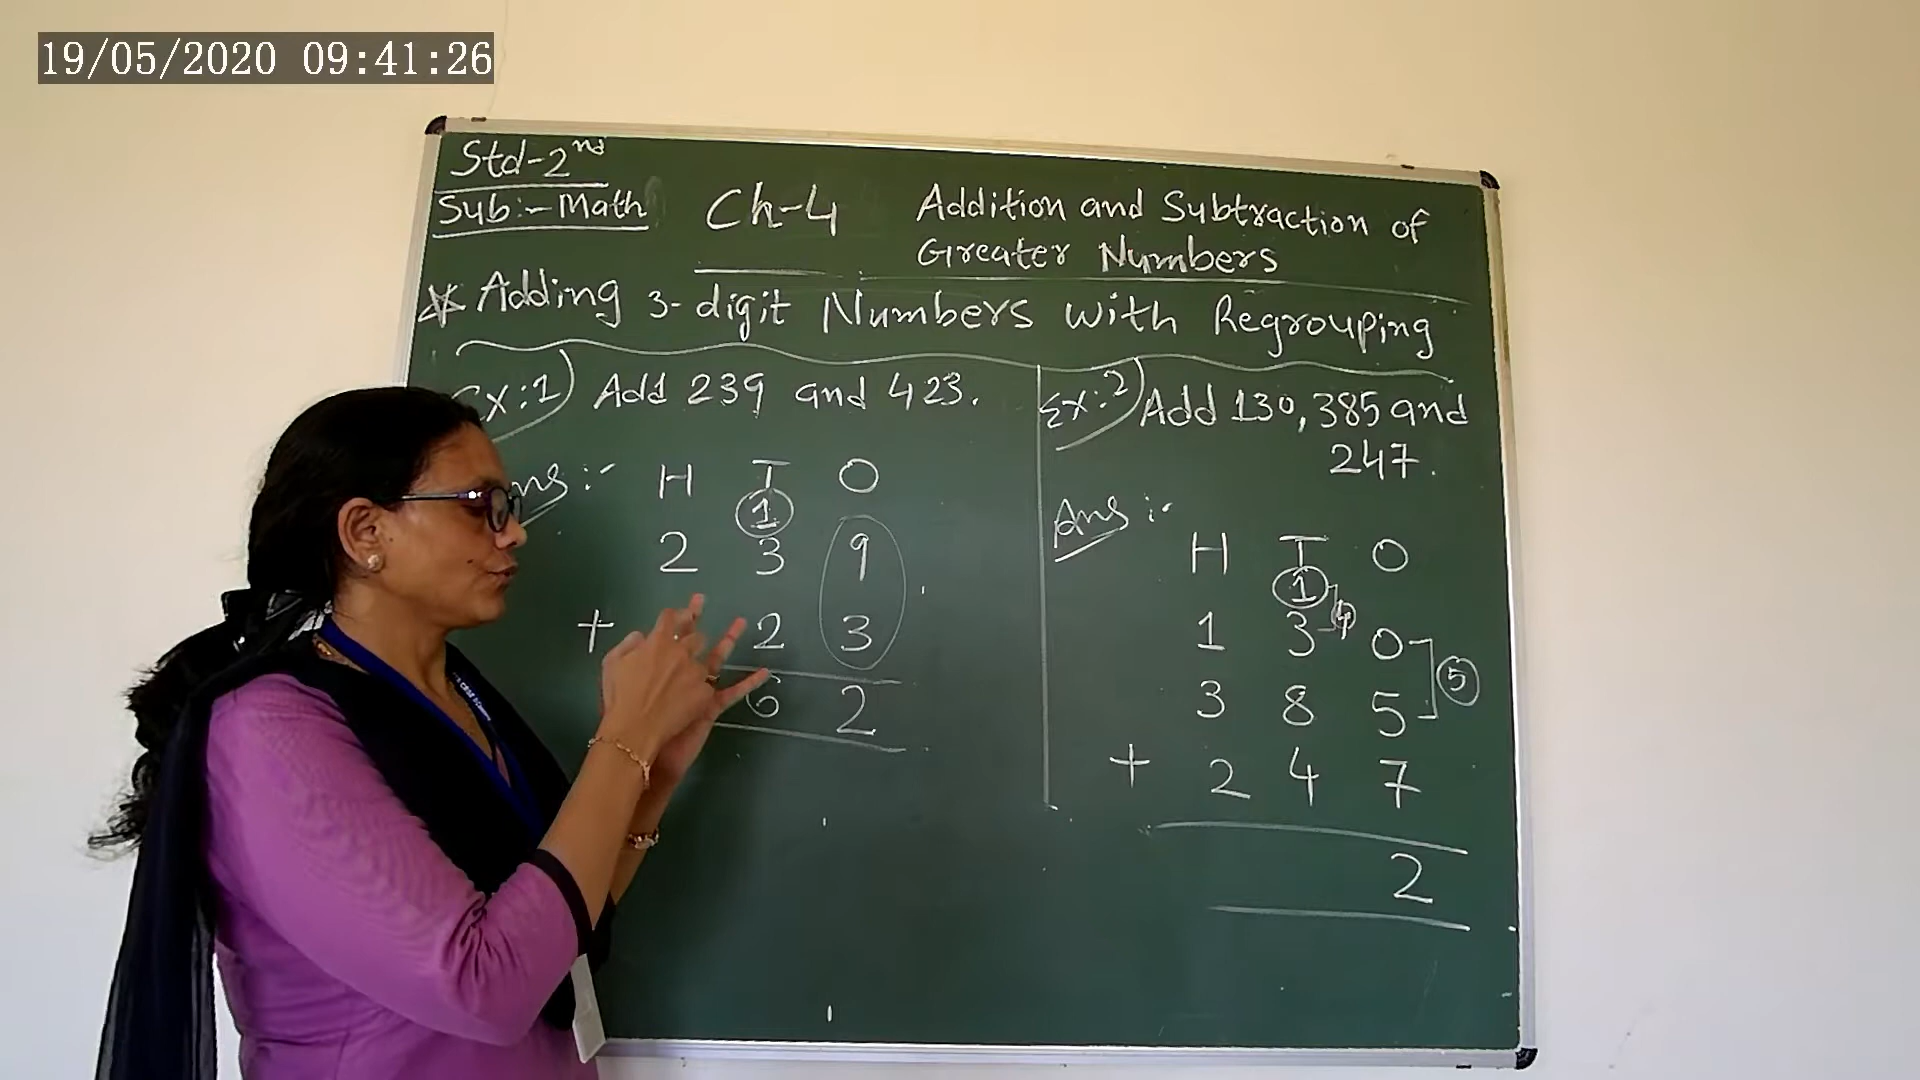 19/05/2020 09:41:26
Std-2nd
Sub:- Math
Ch-4
Addition and Subtraction of
Greater Numbers
* Adding 3-digit Numbers with Regrouping
Ex:1) Add 239 and 423.
Ans:-
H T O
1
2 3 9
+ 2 3
6 2
Ex:2) Add 130, 385 and
247.
Ans:-
H T O
1
4
1 3 0
5
3 8 5
+ 2 4 7
2